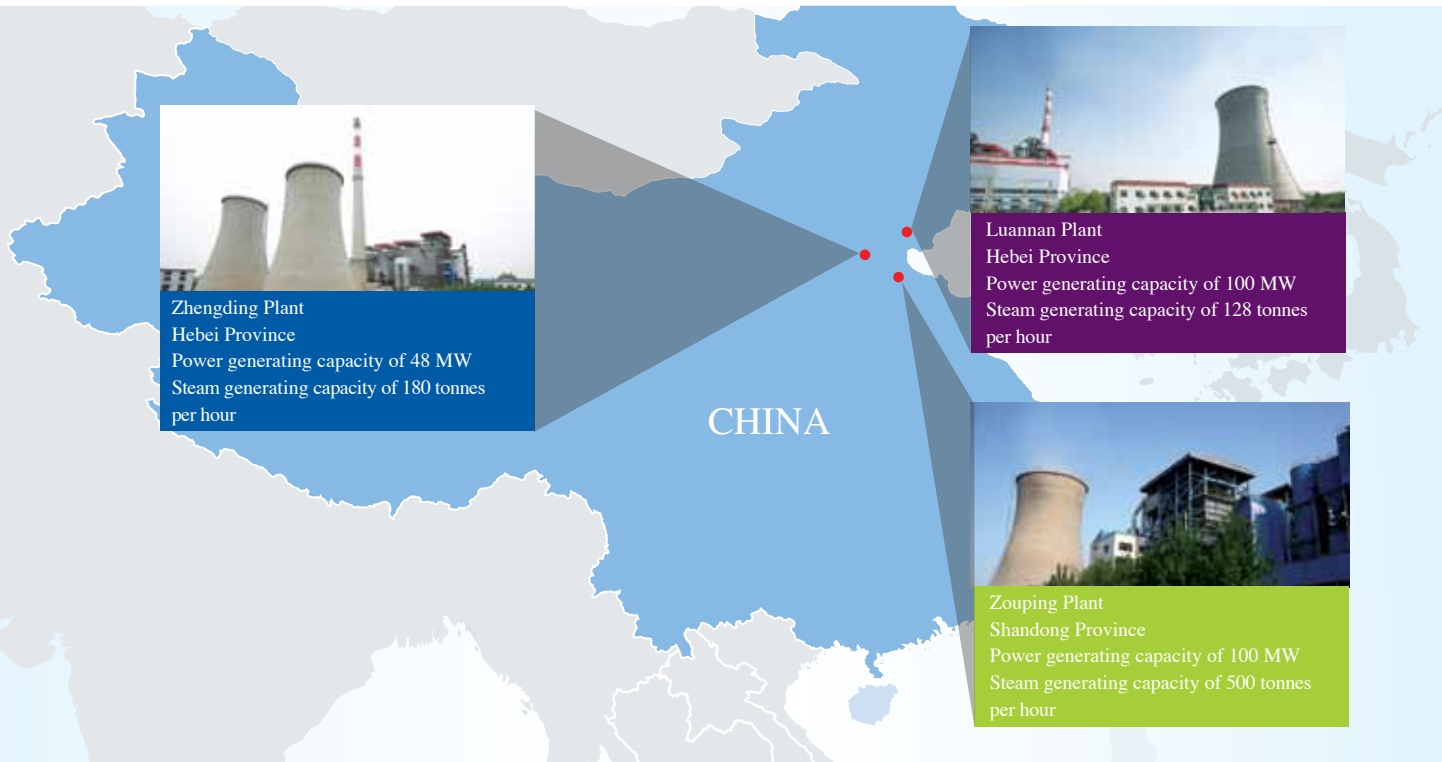 Zhengding Plant
Hebei Province
Power generating capacity of 48 MW
Steam generating capacity of 180 tonnes
per hour
CHINA
Luannan Plant
Hebei Province
Power generating capacity of 100 MW
Steam generating capacity of 128 tonnes
per hour
Zouping Plant
Shandong Province
Power generating capacity of 100 MW
Steam generating capacity of 500 tonnes
per hour